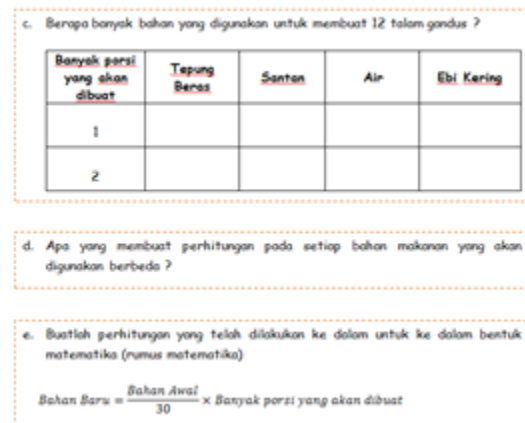 c. Berapa banyak bahan yang digunakan untuk membuat 12 talam gandus ?
Banyak porsi yang akan dibuat Tepung Beras Santan Air Ebi Kering
1
2
d. Apa yang membuat perhitungan pada setiap bahan makanan yang akan
digunakan berbeda ?
e. Buatlah perhitungan yang telah dilakukan ke dalam untuk ke dalam bentuk
matematika (rumus matematika)
Bahan Baru = Bahan Awal / 30 × Banyak porsi yang akan dibuat